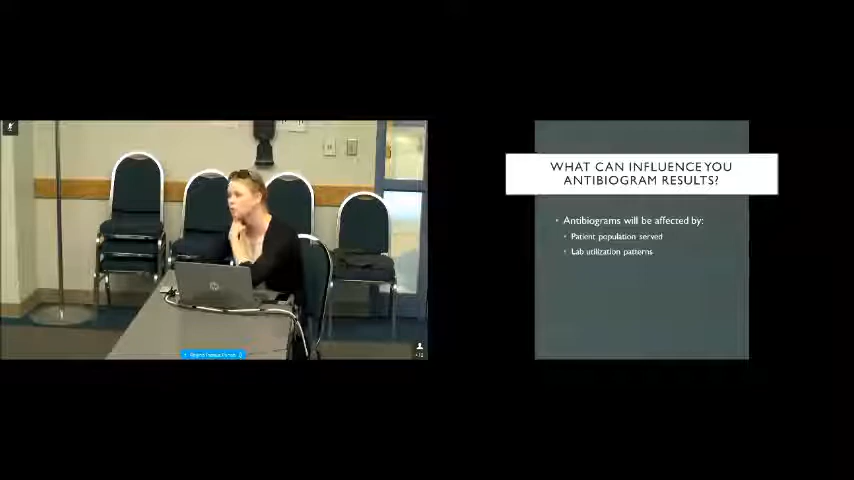 WHAT CAN INFLUENCE YOU
ANTIBIOGRAM RESULTS?
Antibiograms will be affected by:
Patient population served
Lab utilization patterns